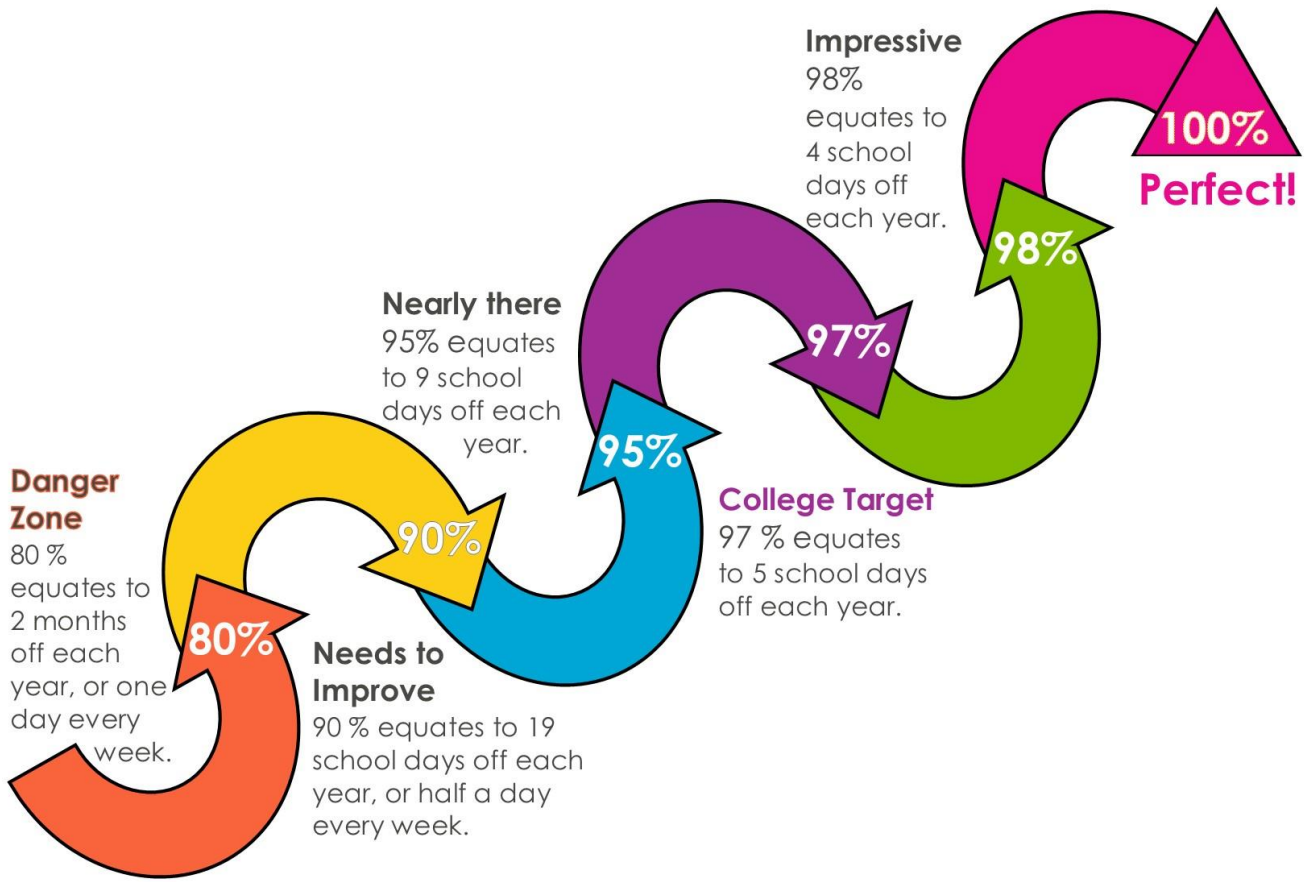 Danger
Zone
80 %
equates to
2 months
off each
year, or one
day every
week.
80%
Needs to
Improve
90 % equates to 19
school days off each
year, or half a day
every week.
90%
Nearly there
95% equates
to 9 school
days off each
year.
95%
College Target
97 % equates
to 5 school days
off each year.
97%
Impressive
98%
equates to
4 school
days off
each year.
98%
100%
Perfect!